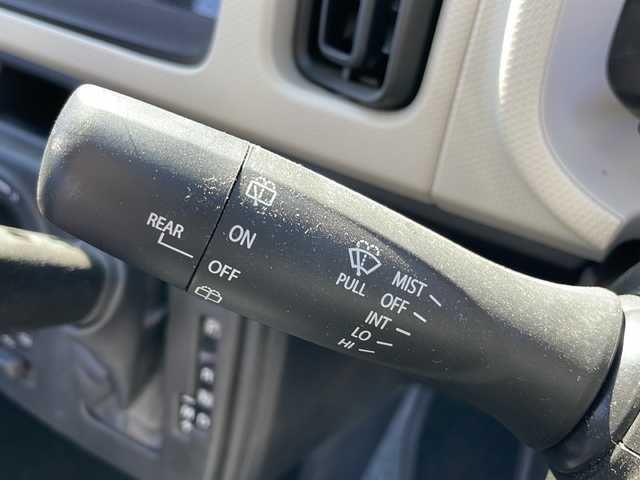 REAR
ON
OFF
PULL
MIST
OFF
INT
LO
HI